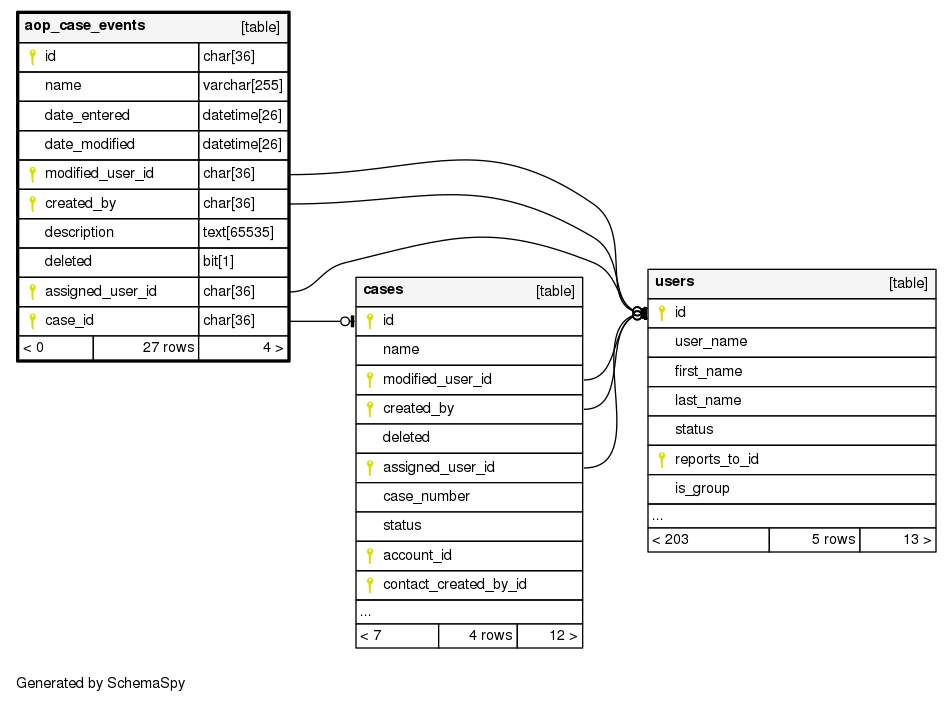 aop_case_events [table]
id char[36]
name varchar[255]
date_entered datetime[26]
date_modified datetime[26]
modified_user_id char[36]
created_by char[36]
description text[65535]
deleted bit[1]
assigned_user_id char[36]
case_id char[36]
< 0 27 rows 4 >
cases [table]
id
name
modified_user_id
created_by
deleted
assigned_user_id
case_number
status
account_id
contact_created_by_id
...
< 7 4 rows 12 >
users [table]
id
user_name
first_name
last_name
status
reports_to_id
is_group
...
< 203 5 rows 13 >
Generated by SchemaSpy